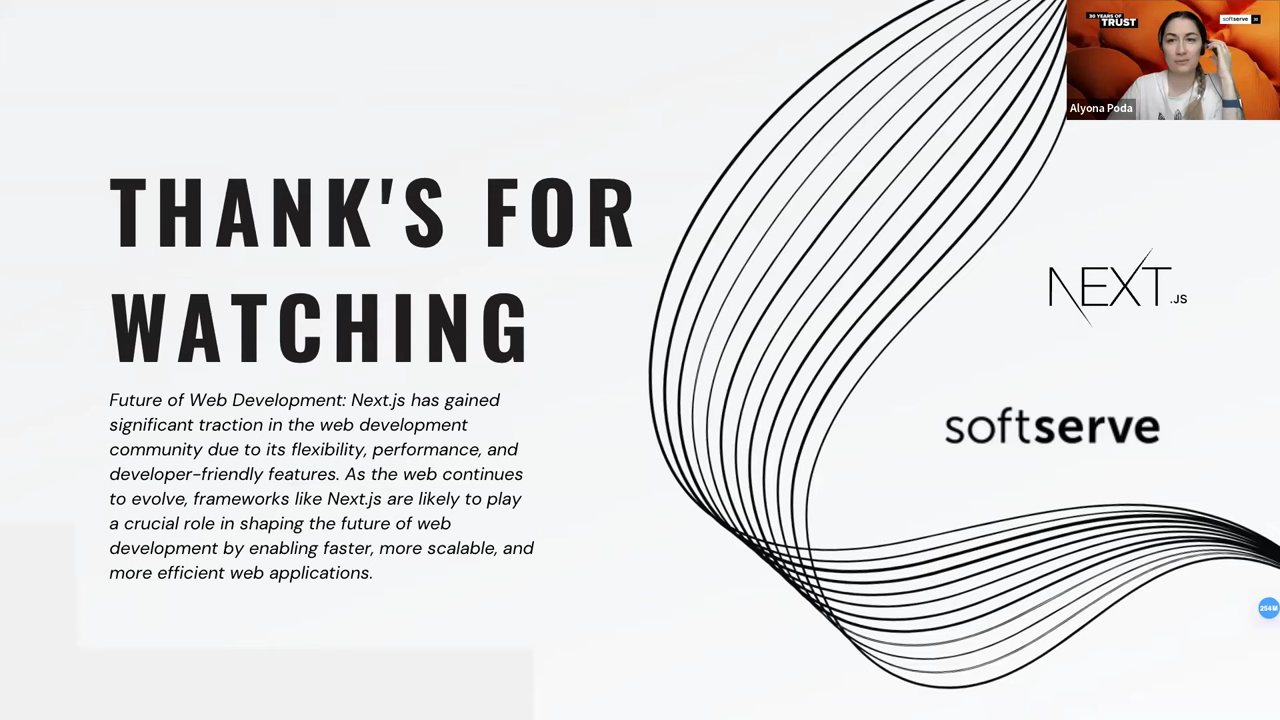 30 YEARS OF
TRUST
softserve 30
Alyona Poda
THANK'S FOR
WATCHING
Future of Web Development: Next.js has gained
significant traction in the web development
community due to its flexibility, performance, and
developer-friendly features. As the web continues
to evolve, frameworks like Next.js are likely to play
a crucial role in shaping the future of web
development by enabling faster, more scalable, and
more efficient web applications.
NEXT.JS
softserve
254M